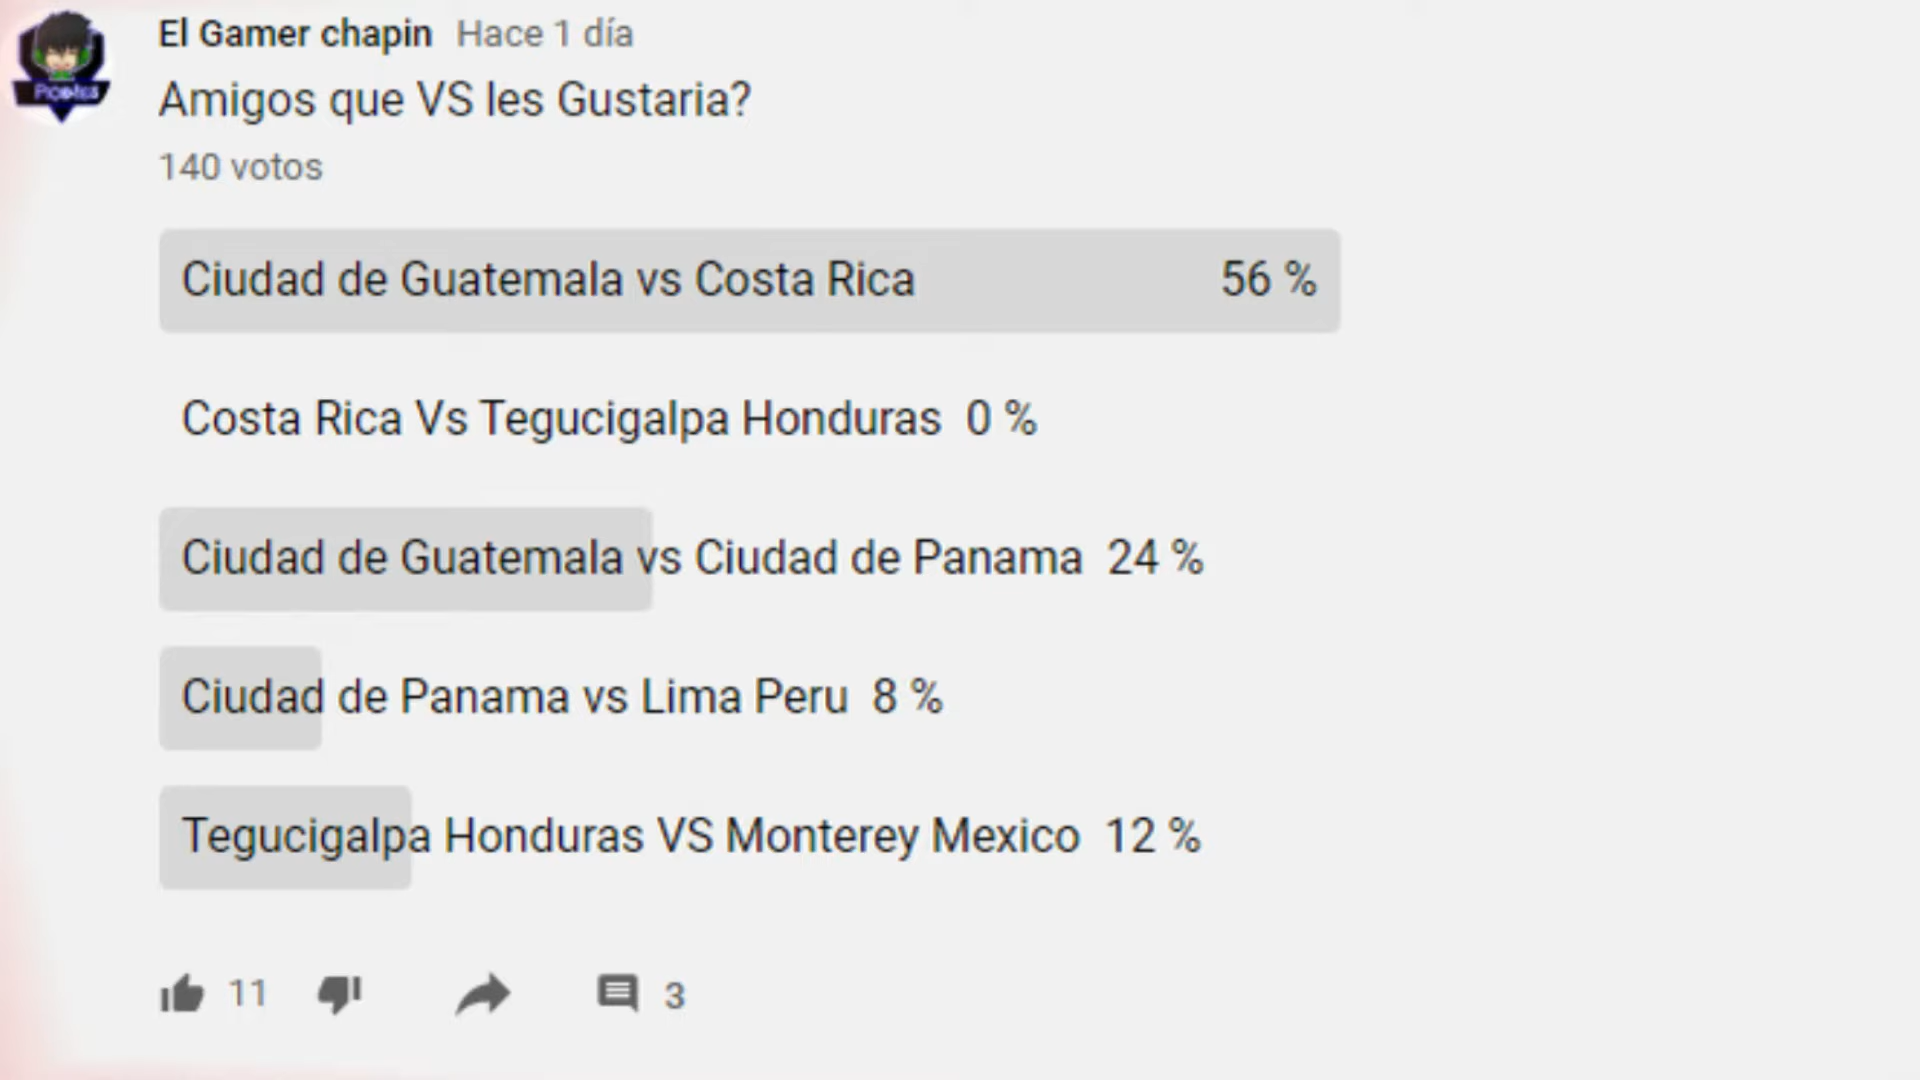 El Gamer chapin Hace 1 día
Amigos que VS les Gustaria?
140 votos
Ciudad de Guatemala vs Costa Rica 56 %
Costa Rica Vs Tegucigalpa Honduras 0 %
Ciudad de Guatemala vs Ciudad de Panama 24 %
Ciudad de Panama vs Lima Peru 8 %
Tegucigalpa Honduras VS Monterey Mexico 12 %
11 3